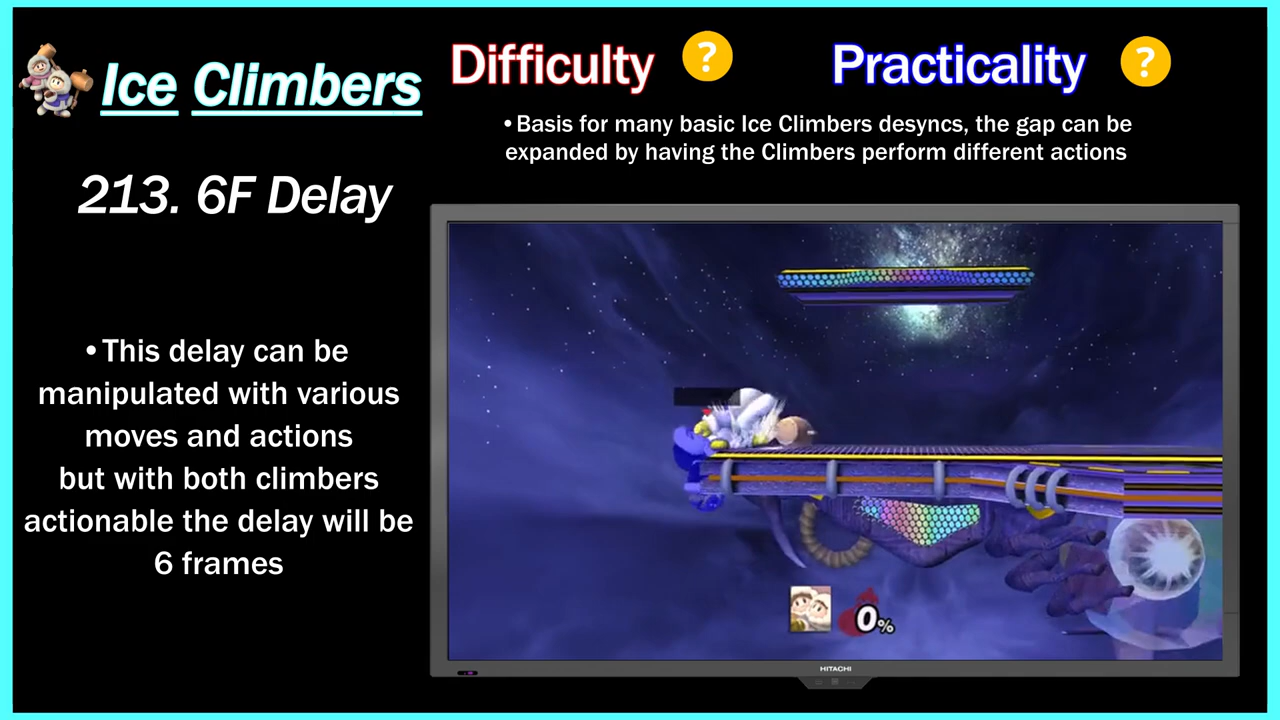 Ice Climbers
Difficulty ?
Practicality ?
•Basis for many basic Ice Climbers desyncs, the gap can be
expanded by having the Climbers perform different actions
213. 6F Delay
•This delay can be
manipulated with various
moves and actions
but with both climbers
actionable the delay will be
6 frames
0%
HITACHI